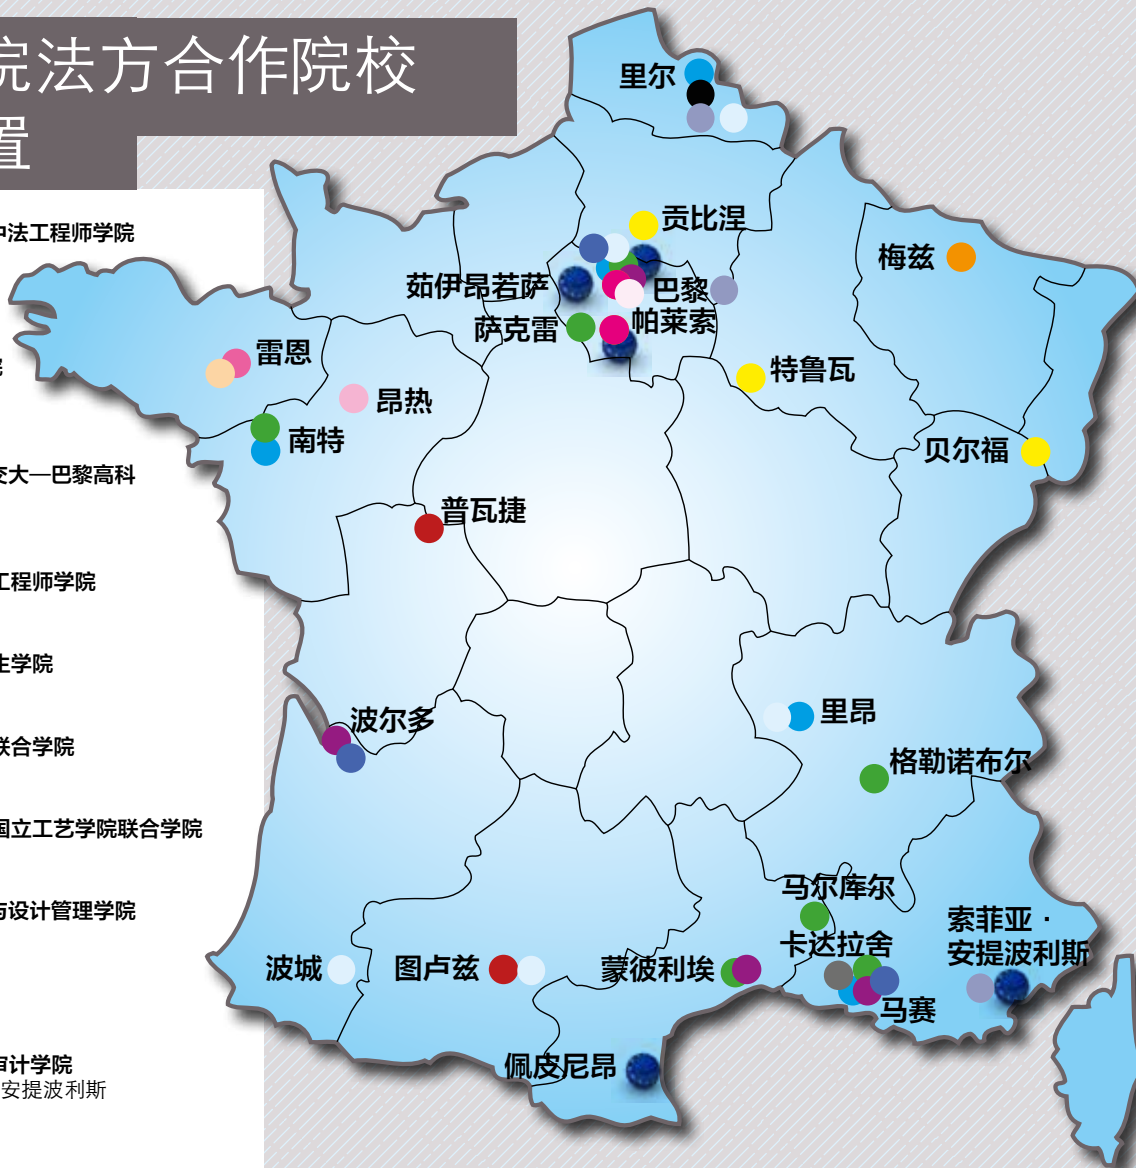 院法方合作院校
置
中法工程师学院
院
交大—巴黎高科
工程师学院
生学院
联合学院
国立工艺学院联合学院
与设计管理学院
审计学院
安提波利斯
里尔
贡比涅
梅兹
茹伊昂若萨
巴黎
萨克雷
帕莱索
雷恩
特鲁瓦
昂热
南特
贝尔福
普瓦捷
波尔多
里昂
格勒诺布尔
马尔库尔
卡达拉舍
索菲亚·
安提波利斯
波城
图卢兹
蒙彼利埃
马赛
佩皮尼昂